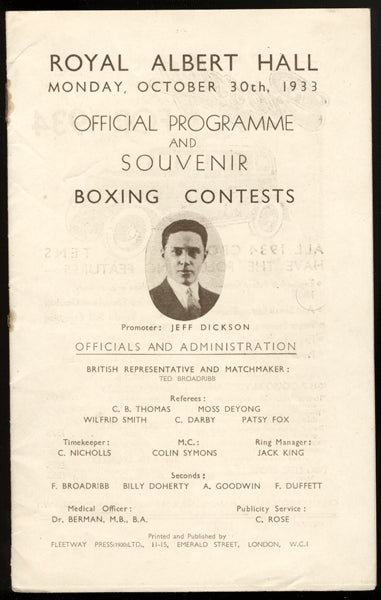 ROYAL ALBERT HALL
MONDAY, OCTOBER 30th, 1933
OFFICIAL PROGRAMME
AND
SOUVENIR
BOXING CONTESTS
Promoter: JEFF DICKSON
OFFICIALS AND ADMINISTRATION
BRITISH REPRESENTATIVE AND MATCHMAKER:
TED BROADRIBB
Referees:
C. B. THOMAS MOSS DEYONG
WILFRID SMITH C. DARBY PATSY FOX
Timekeeper: M.C.: Ring Manager:
C. NICHOLLS COLIN SYMONS JACK KING
Seconds:
F. BROADRIBB BILLY DOHERTY A. GOODWIN F. DUFFETT
Medical Officer: Publicity Service:
Dr. BERMAN, M.B., B.A. C. ROSE
Printed and Published by
FLEETWAY PRESS (1930) LTD., 11-15, EMERALD STREET, LONDON, W.C.1